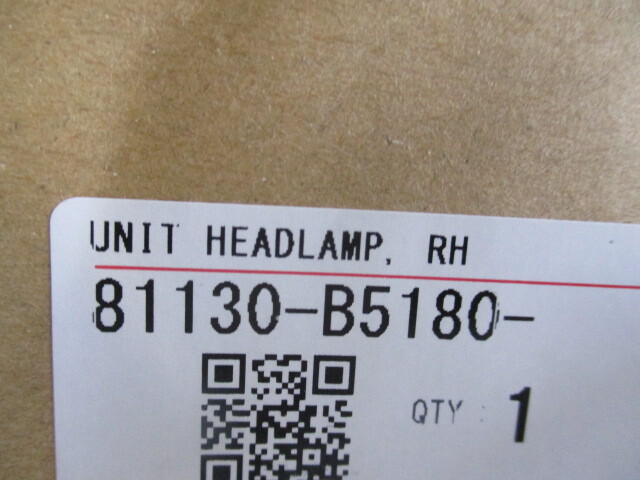 UNIT HEADLAMP, RH
81130-B5180-
QTY : 1